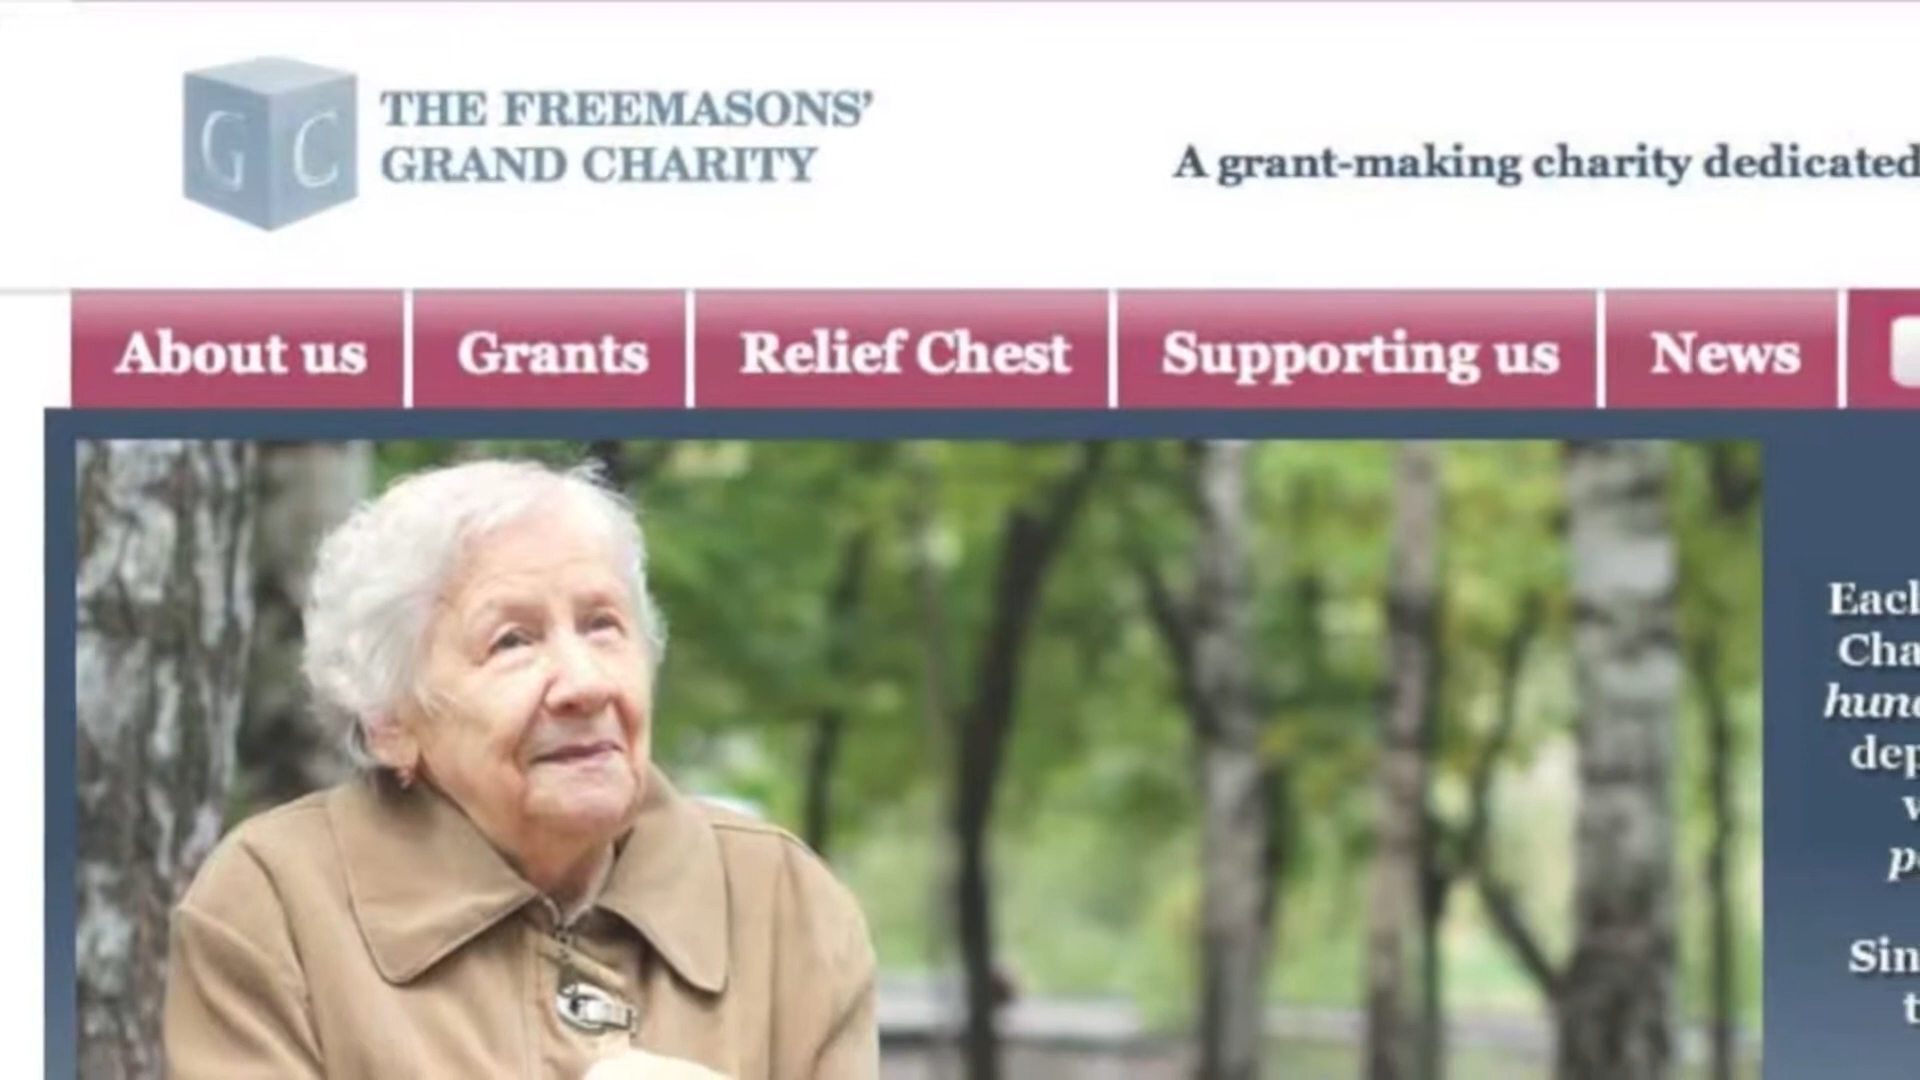 G C
THE FREEMASONS'
GRAND CHARITY
A grant-making charity dedicated
About us
Grants
Relief Chest
Supporting us
News